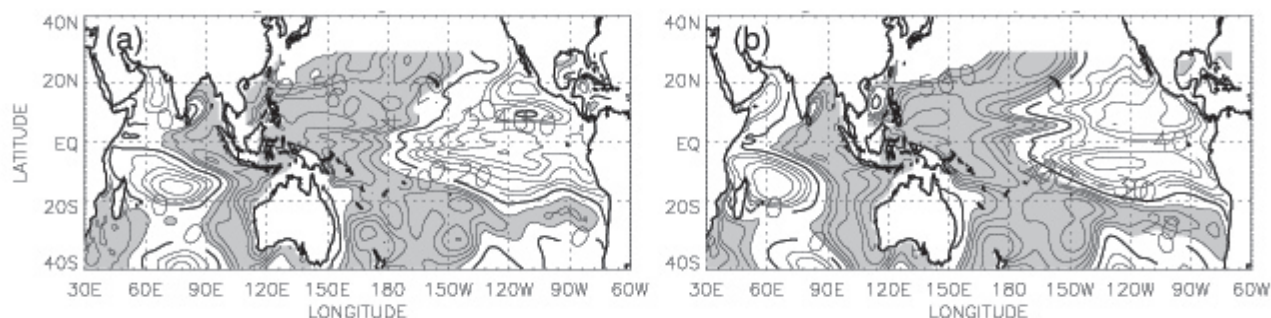 (a) (b)
40N 40N
20N 20N
LATITUDE
EQ EQ
20S 20S
40S 40S
30E 60E 90E 120E 150E 180 150W 120W 90W 60W 30E 60E 90E 120E 150E 180 150W 120W 90W 60W
LONGITUDE LONGITUDE